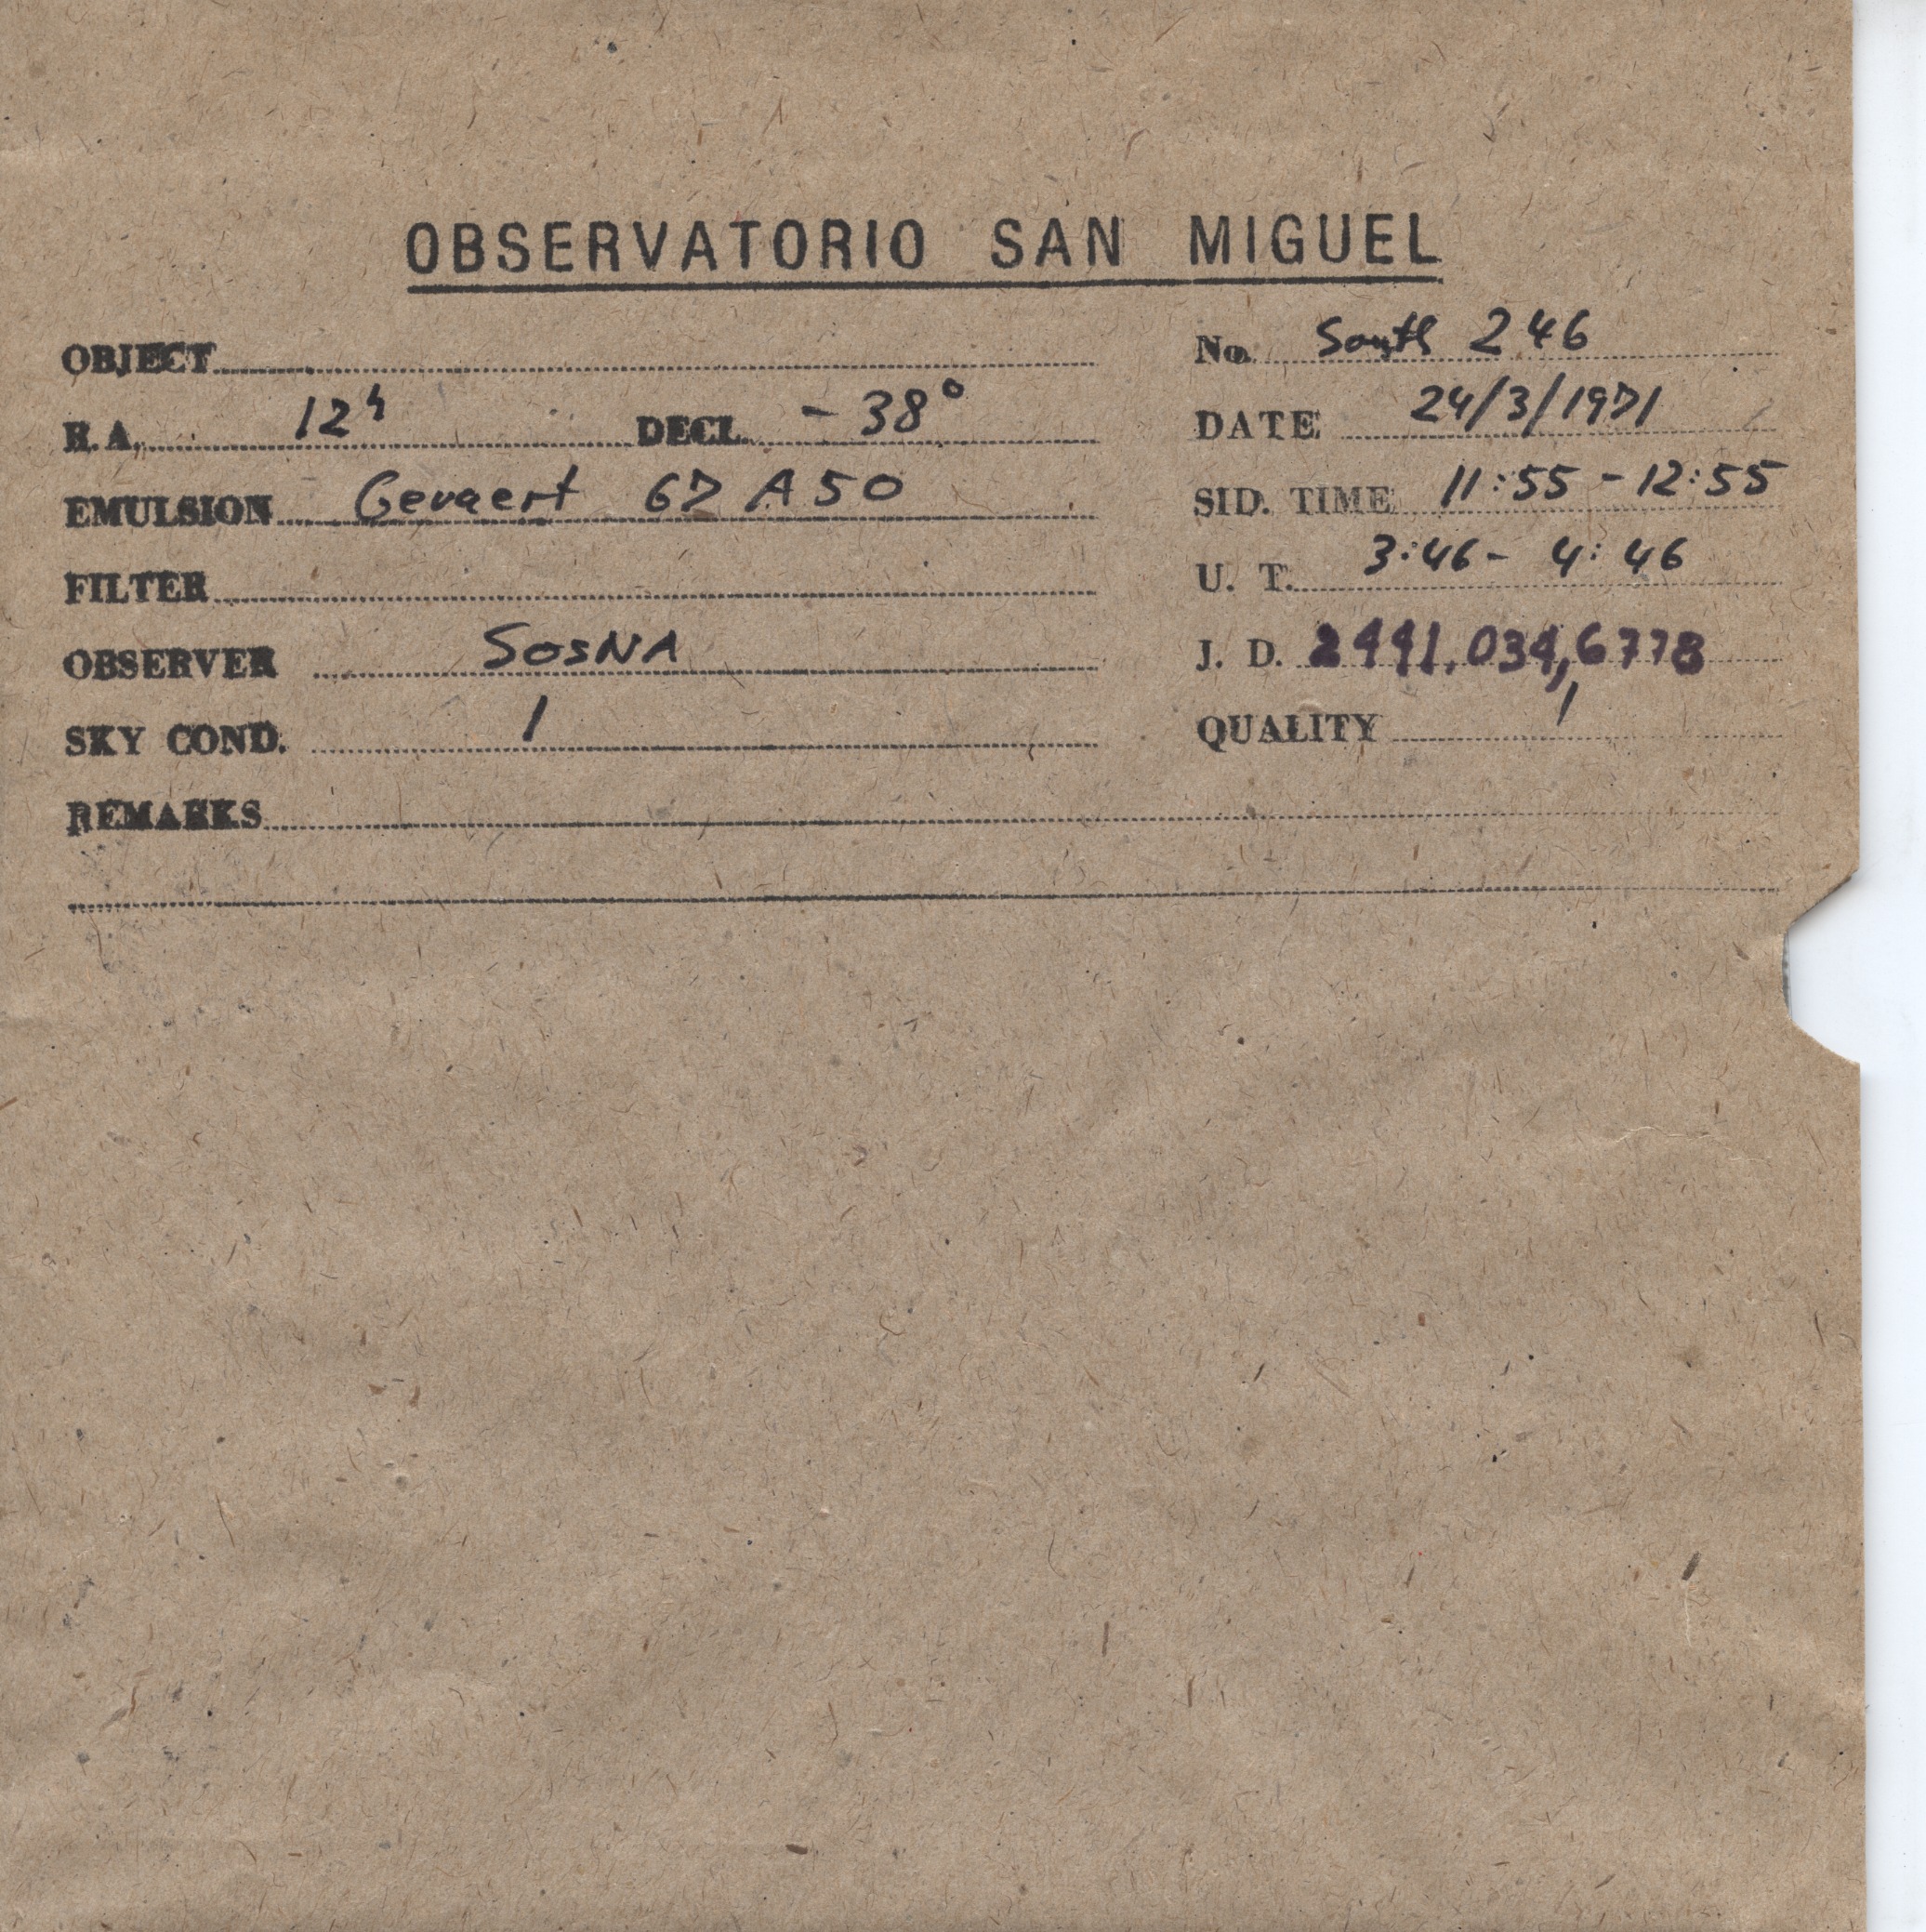 OBSERVATORIO SAN MIGUEL
OBJECT
No. South 246
R.A. 12h DECL. - 38°
DATE 24/3/1971
EMULSION Gevaert 67 A 50
SID. TIME 11:55 - 12:55
FILTER
U. T. 3:46 - 4:46
OBSERVER SOSNA
J. D. 2441.034,6778
SKY COND. 1
QUALITY 1
REMARKS